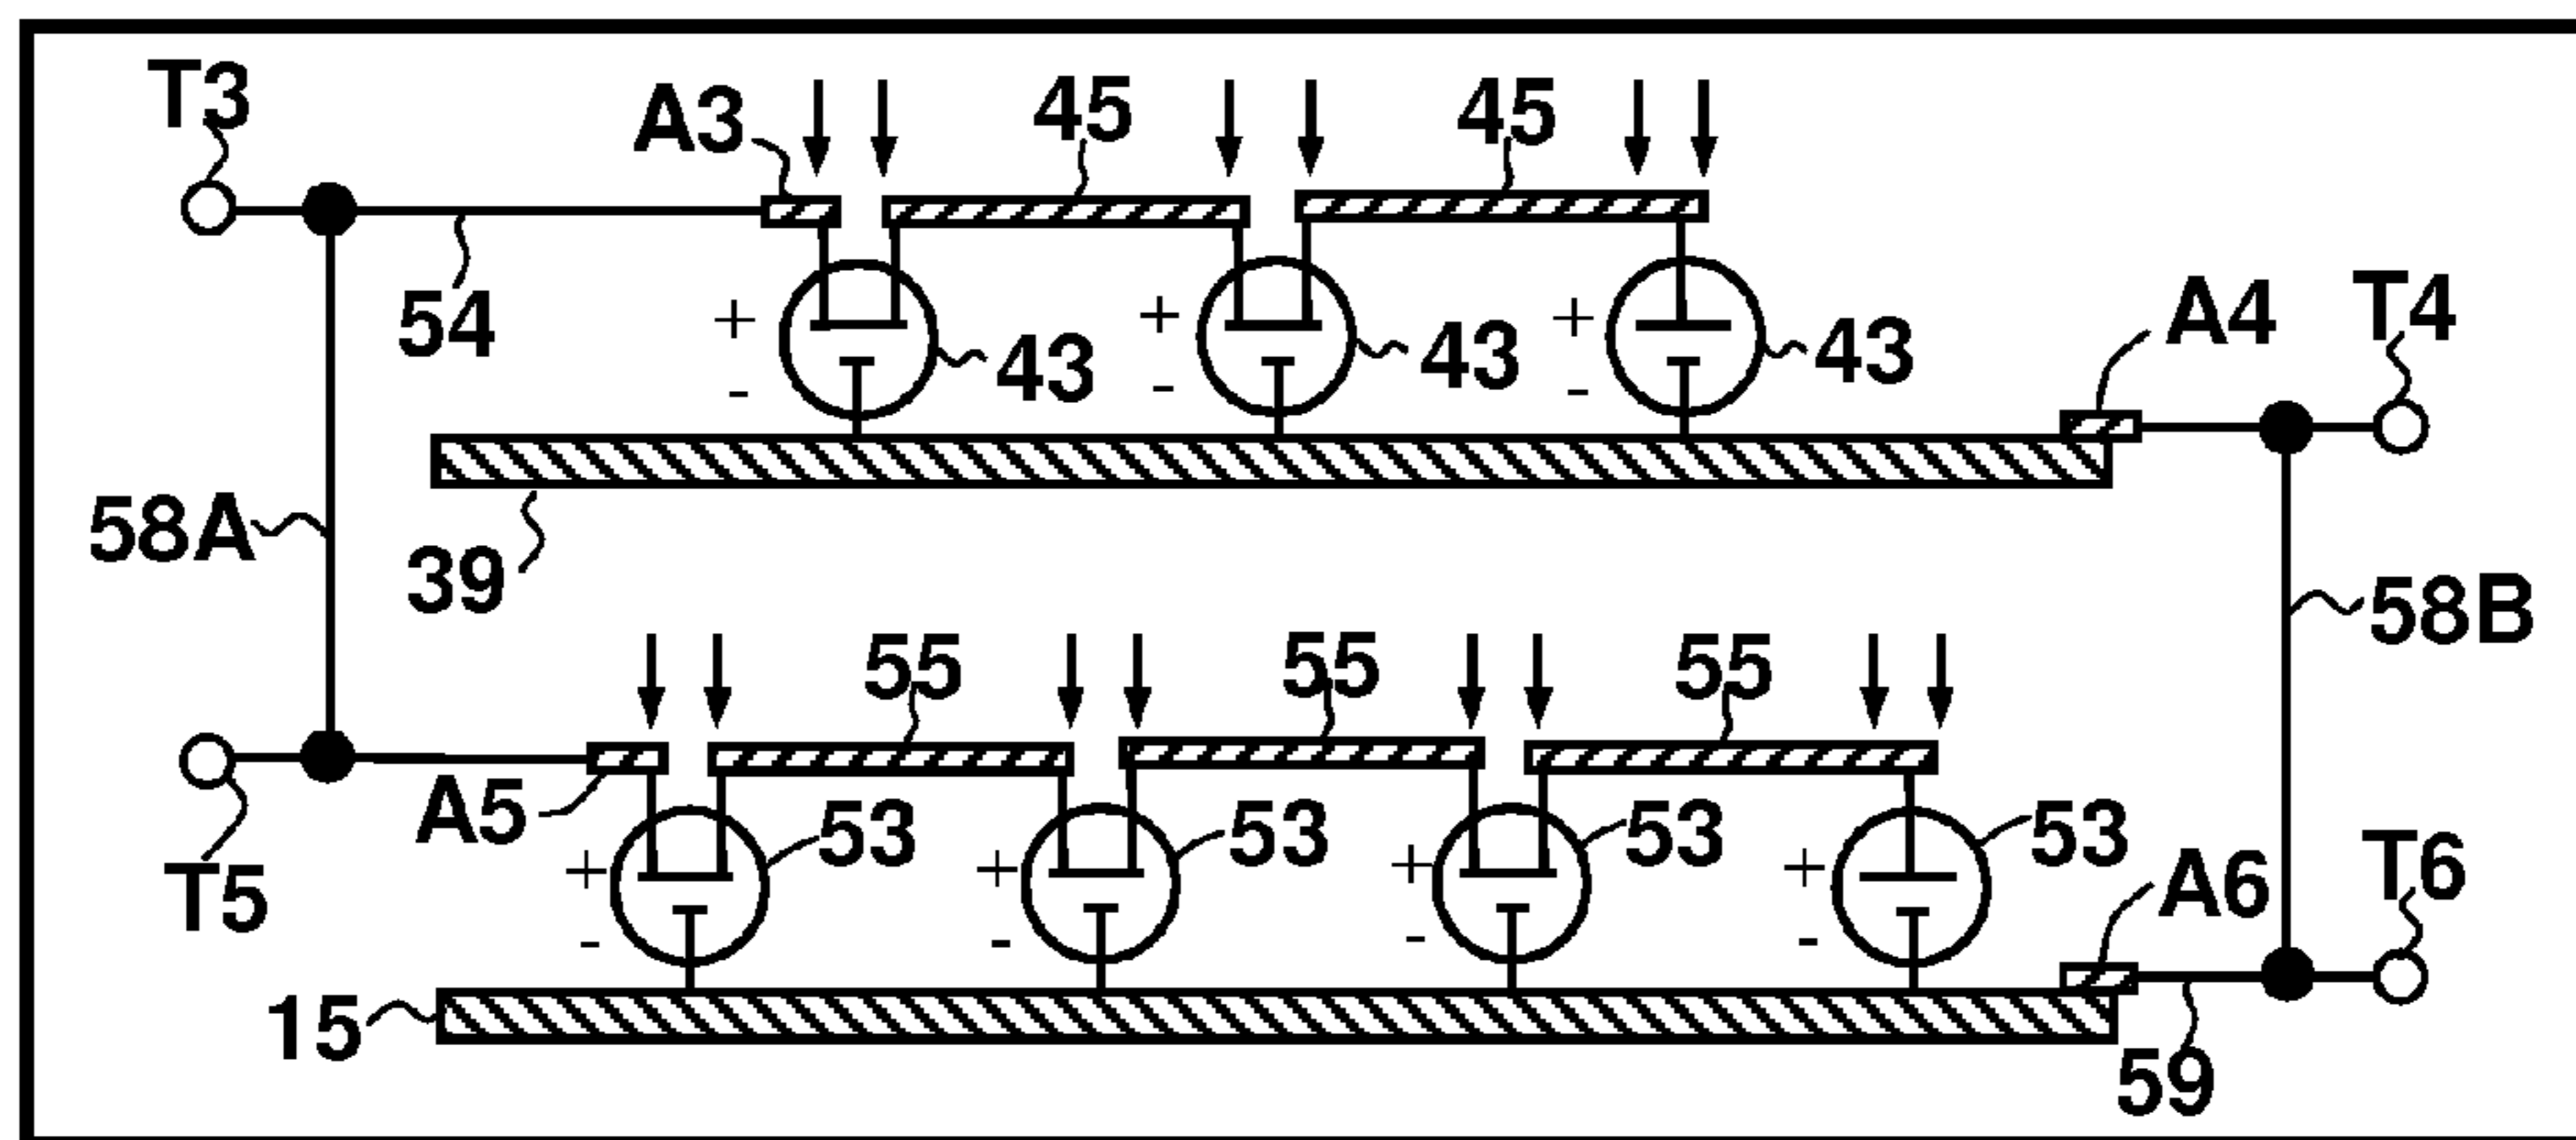 T3 A3 45 45
54 A4 T4
+ + +
- 43 - 43 - 43
58A 39 58B
55 55 55
A5 53 53 53 53
T5 A6 T6
+ + + +
- - - -
15 59